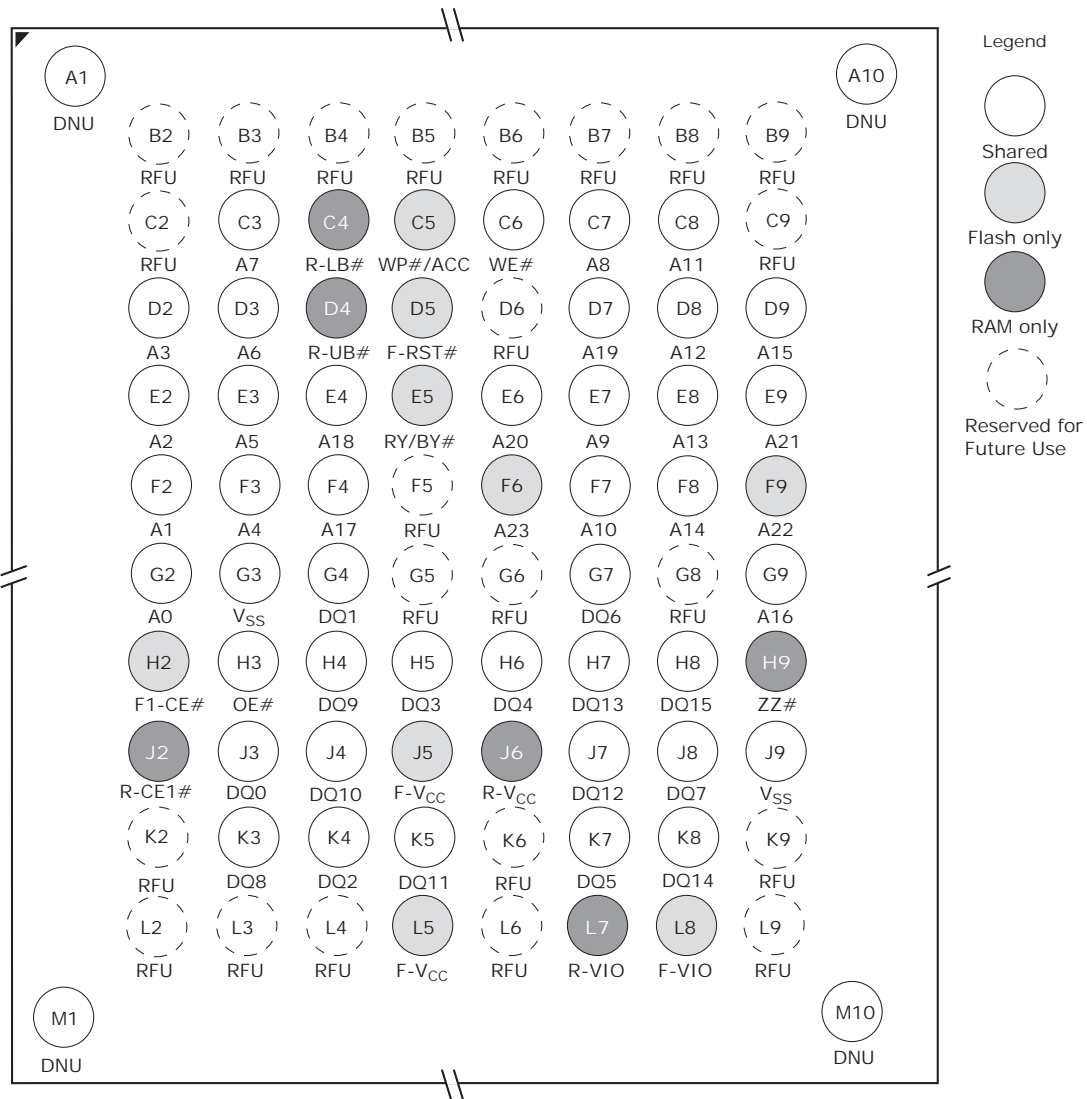 Legend
A1 A10
DNU DNU
B2 B3 B4 B5 B6 B7 B8 B9
RFU RFU RFU RFU RFU RFU RFU RFU
Shared
C2 C3 C4 C5 C6 C7 C8 C9
Flash only
RFU A7 R-LB# WP#/ACC WE# A8 A11 RFU
D2 D3 D4 D5 D6 D7 D8 D9
RAM only
A3 A6 R-UB# F-RST# RFU A19 A12 A15
E2 E3 E4 E5 E6 E7 E8 E9
Reserved for
Future Use
A2 A5 A18 RY/BY# A20 A9 A13 A21
F2 F3 F4 F5 F6 F7 F8 F9
A1 A4 A17 RFU A23 A10 A14 A22
G2 G3 G4 G5 G6 G7 G8 G9
A0 VSS DQ1 RFU RFU DQ6 RFU A16
H2 H3 H4 H5 H6 H7 H8 H9
F1-CE# OE# DQ9 DQ3 DQ4 DQ13 DQ15 ZZ#
J2 J3 J4 J5 J6 J7 J8 J9
R-CE1# DQ0 DQ10 F-VCC R-VCC DQ12 DQ7 VSS
K2 K3 K4 K5 K6 K7 K8 K9
RFU DQ8 DQ2 DQ11 RFU DQ5 DQ14 RFU
L2 L3 L4 L5 L6 L7 L8 L9
RFU RFU RFU F-VCC RFU R-VIO F-VIO RFU
M1 M10
DNU DNU